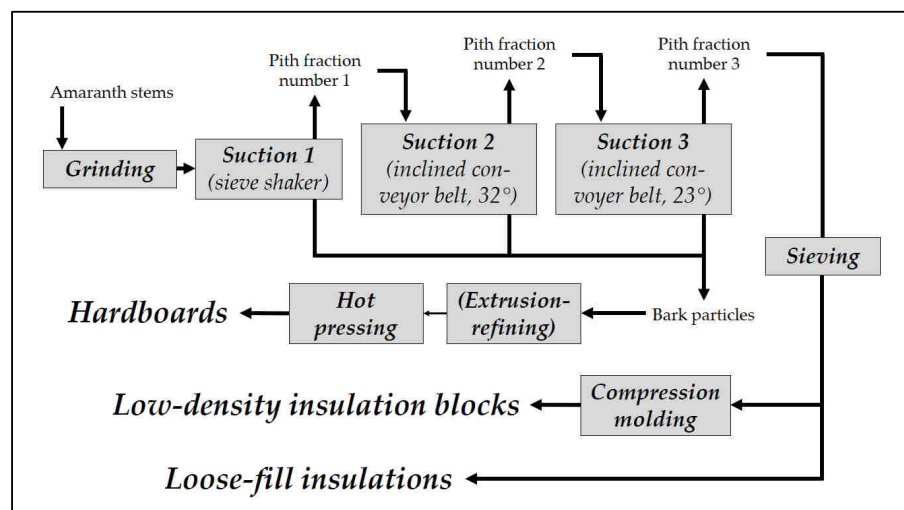 Pith fraction
number 1
Pith fraction
number 2
Pith fraction
number 3
Amaranth stems
Grinding
Suction 1
(sieve shaker)
Suction 2
(inclined con-
veyor belt, 32°)
Suction 3
(inclined con-
voyer belt, 23°)
Sieving
Hardboards
Hot
pressing
(Extrusion-
refining)
Bark particles
Low-density insulation blocks
Compression
molding
Loose-fill insulations